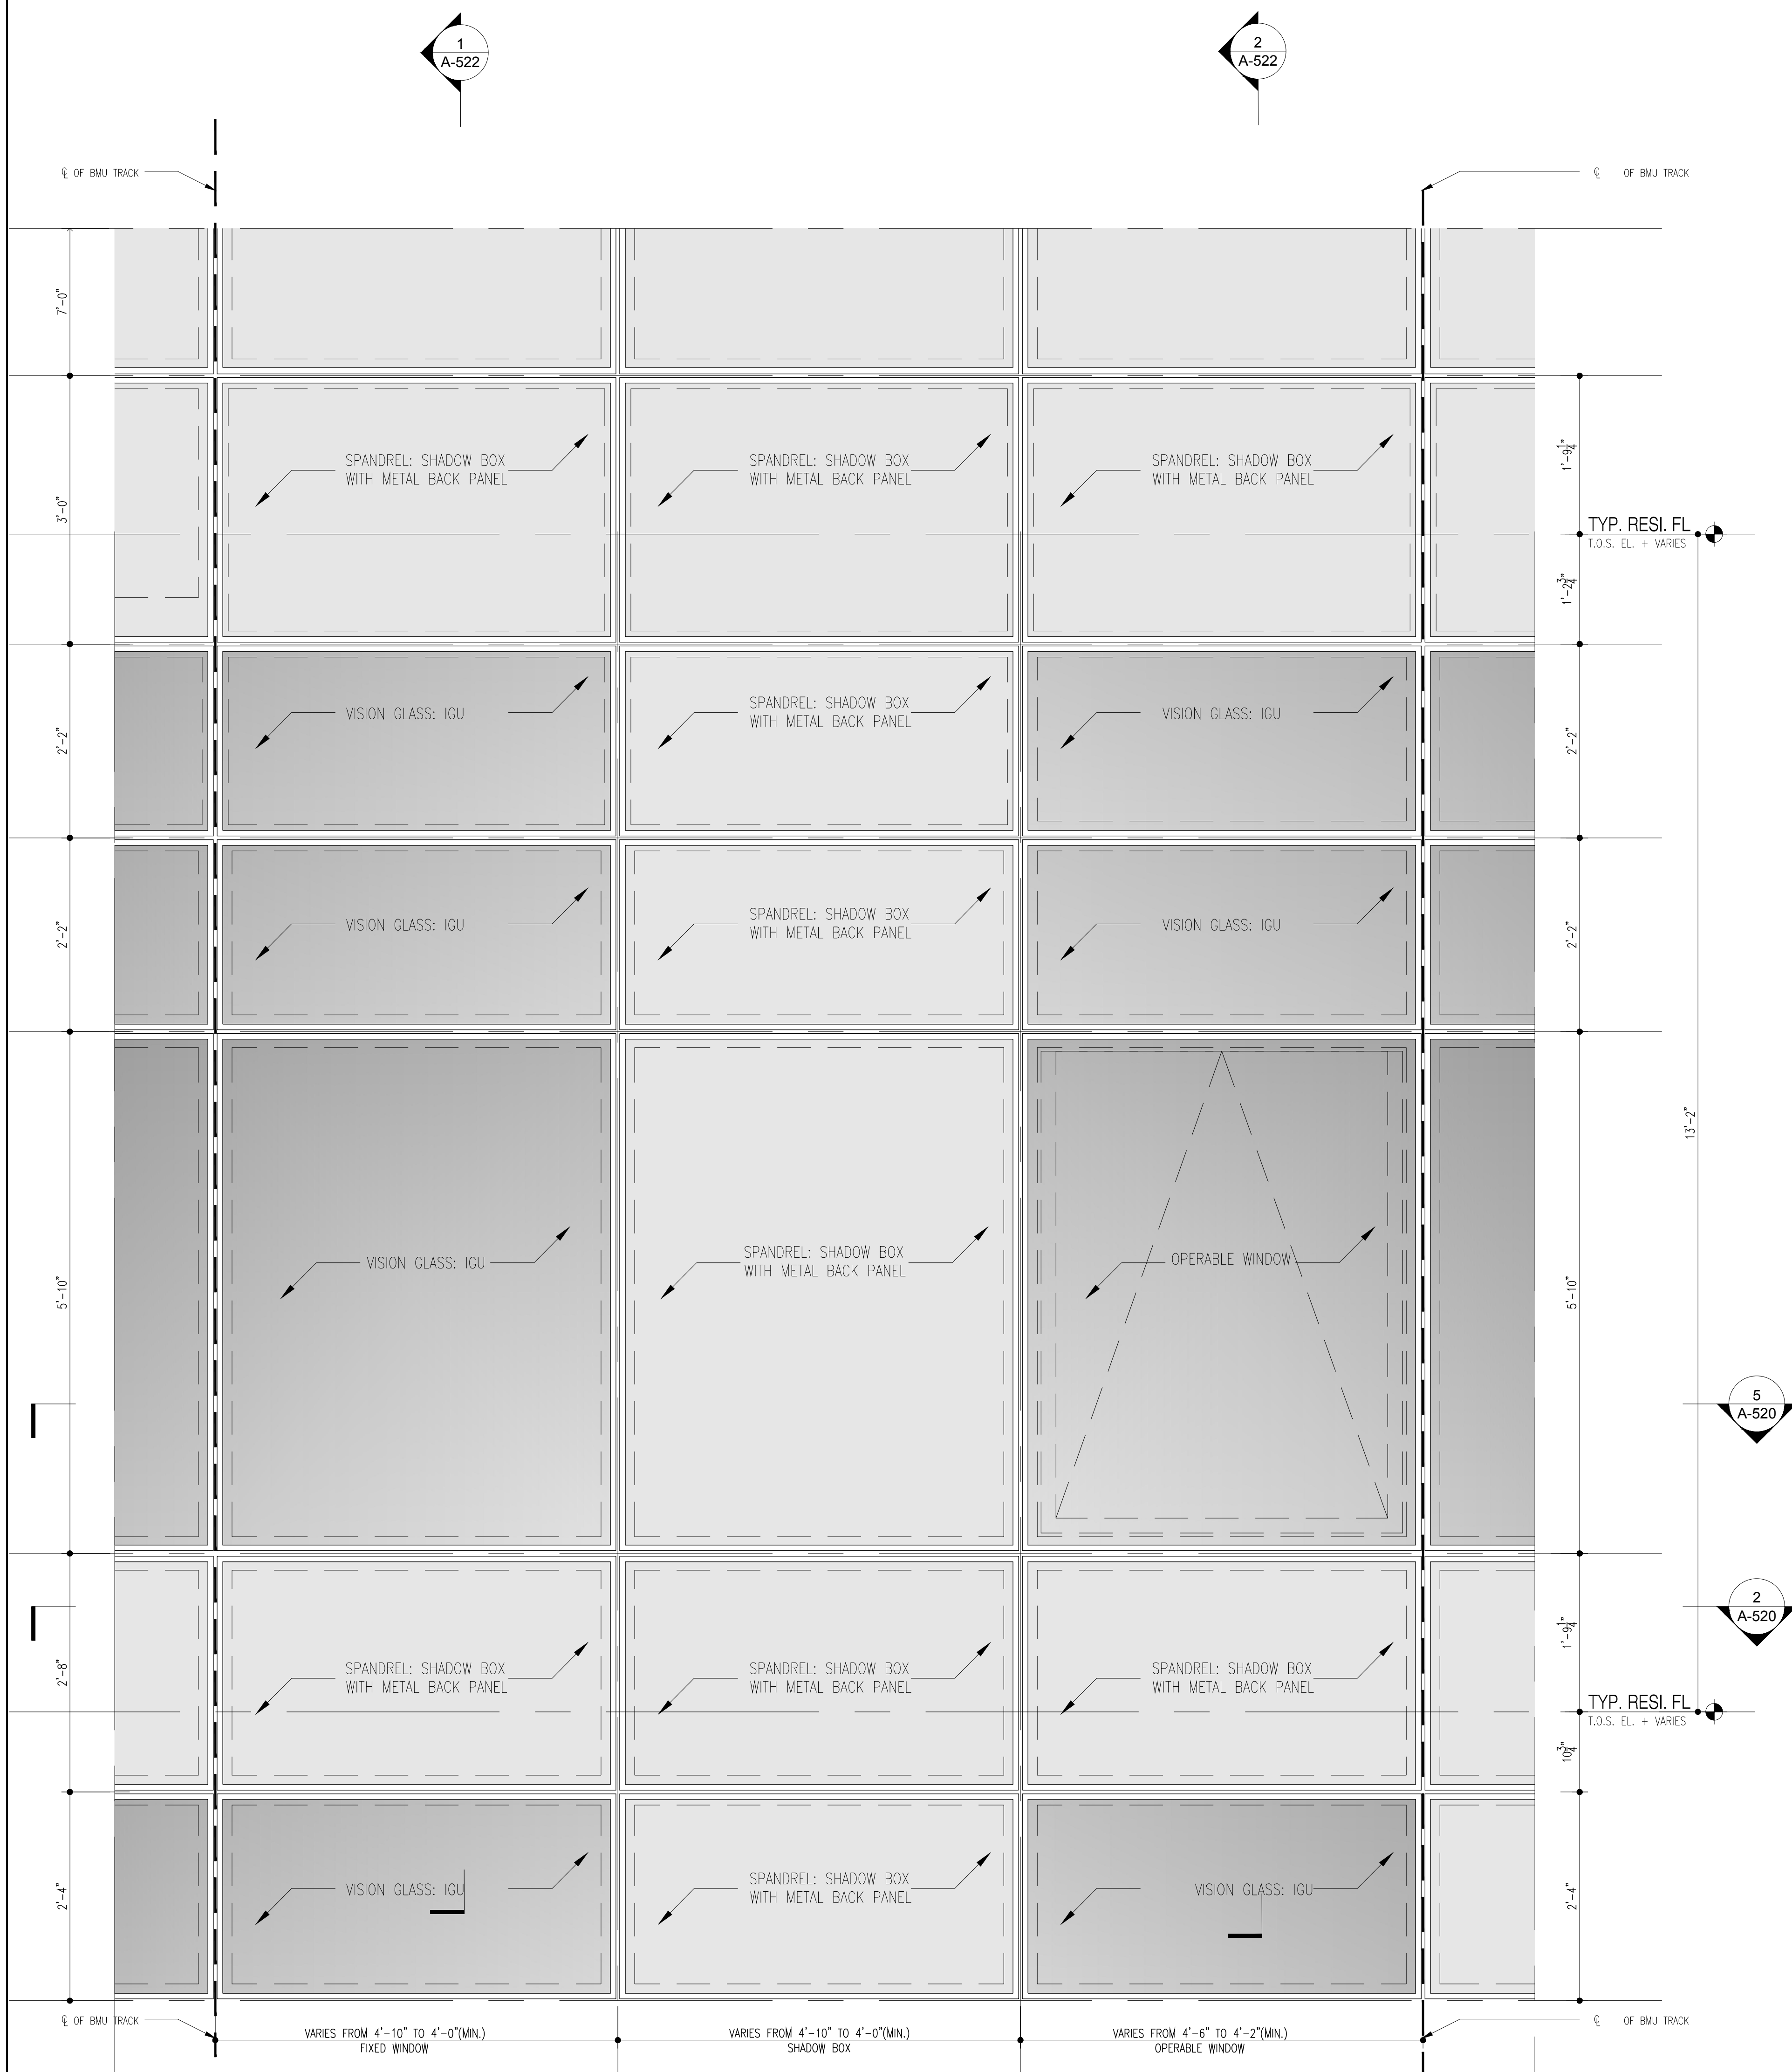 1
A-522
2
A-522
℄ OF BMU TRACK
℄ OF BMU TRACK
7'-0"
3'-0"
SPANDREL: SHADOW BOX
WITH METAL BACK PANEL
SPANDREL: SHADOW BOX
WITH METAL BACK PANEL
SPANDREL: SHADOW BOX
WITH METAL BACK PANEL
1'-9 1/4"
TYP. RESI. FL
T.O.S. EL. + VARIES
1'-2 3/4"
2'-2"
VISION GLASS: IGU
SPANDREL: SHADOW BOX
WITH METAL BACK PANEL
VISION GLASS: IGU
2'-2"
2'-2"
VISION GLASS: IGU
SPANDREL: SHADOW BOX
WITH METAL BACK PANEL
VISION GLASS: IGU
2'-2"
13'-2"
5'-10"
VISION GLASS: IGU
SPANDREL: SHADOW BOX
WITH METAL BACK PANEL
OPERABLE WINDOW
5'-10"
5
A-520
2
A-520
2'-8"
SPANDREL: SHADOW BOX
WITH METAL BACK PANEL
SPANDREL: SHADOW BOX
WITH METAL BACK PANEL
SPANDREL: SHADOW BOX
WITH METAL BACK PANEL
1'-9 1/4"
TYP. RESI. FL
T.O.S. EL. + VARIES
10 3/4"
2'-4"
VISION GLASS: IGU
SPANDREL: SHADOW BOX
WITH METAL BACK PANEL
VISION GLASS: IGU
2'-4"
℄ OF BMU TRACK
℄ OF BMU TRACK
VARIES FROM 4'-10" TO 4'-0"(MIN.)
FIXED WINDOW
VARIES FROM 4'-10" TO 4'-0"(MIN.)
SHADOW BOX
VARIES FROM 4'-6" TO 4'-2"(MIN.)
OPERABLE WINDOW